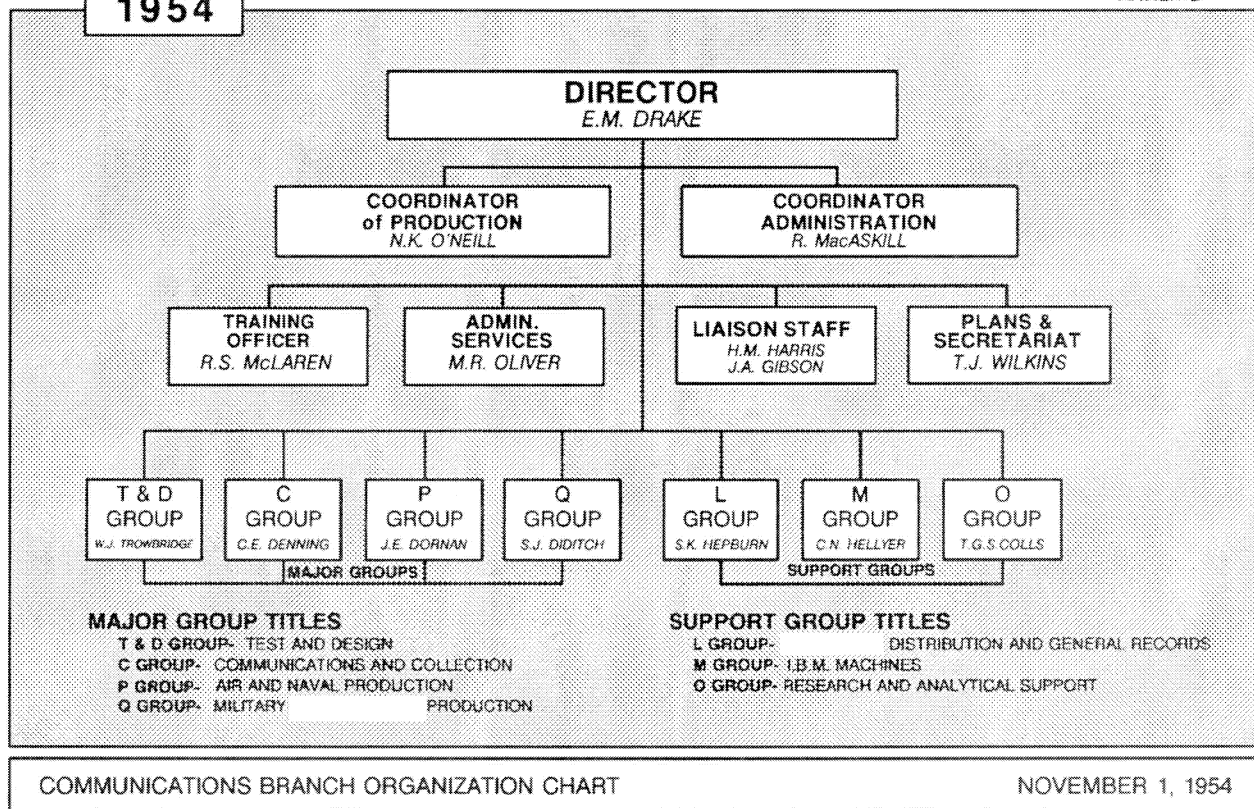 1954
DIRECTOR
E.M. DRAKE
COORDINATOR
of PRODUCTION
N.K. O'NEILL
COORDINATOR
ADMINISTRATION
R. MacASKILL
TRAINING
OFFICER
R.S. McLAREN
ADMIN.
SERVICES
M.R. OLIVER
LIAISON STAFF
H.M. HARRIS
J.A. GIBSON
PLANS &
SECRETARIAT
T.J. WILKINS
T & D
GROUP
W.J. TROWBRIDGE
C
GROUP
C.E. DENNING
P
GROUP
J.E. DORNAN
Q
GROUP
S.J. DIDITCH
L
GROUP
S.K. HEPBURN
M
GROUP
C.N. HELLYER
O
GROUP
T.G.S COLLS
MAJOR GROUPS
SUPPORT GROUPS
MAJOR GROUP TITLES
T & D GROUP- TEST AND DESIGN
C GROUP- COMMUNICATIONS AND COLLECTION
P GROUP- AIR AND NAVAL PRODUCTION
Q GROUP- MILITARY PRODUCTION
SUPPORT GROUP TITLES
L GROUP- DISTRIBUTION AND GENERAL RECORDS
M GROUP- I.B.M. MACHINES
O GROUP- RESEARCH AND ANALYTICAL SUPPORT
COMMUNICATIONS BRANCH ORGANIZATION CHART NOVEMBER 1, 1954